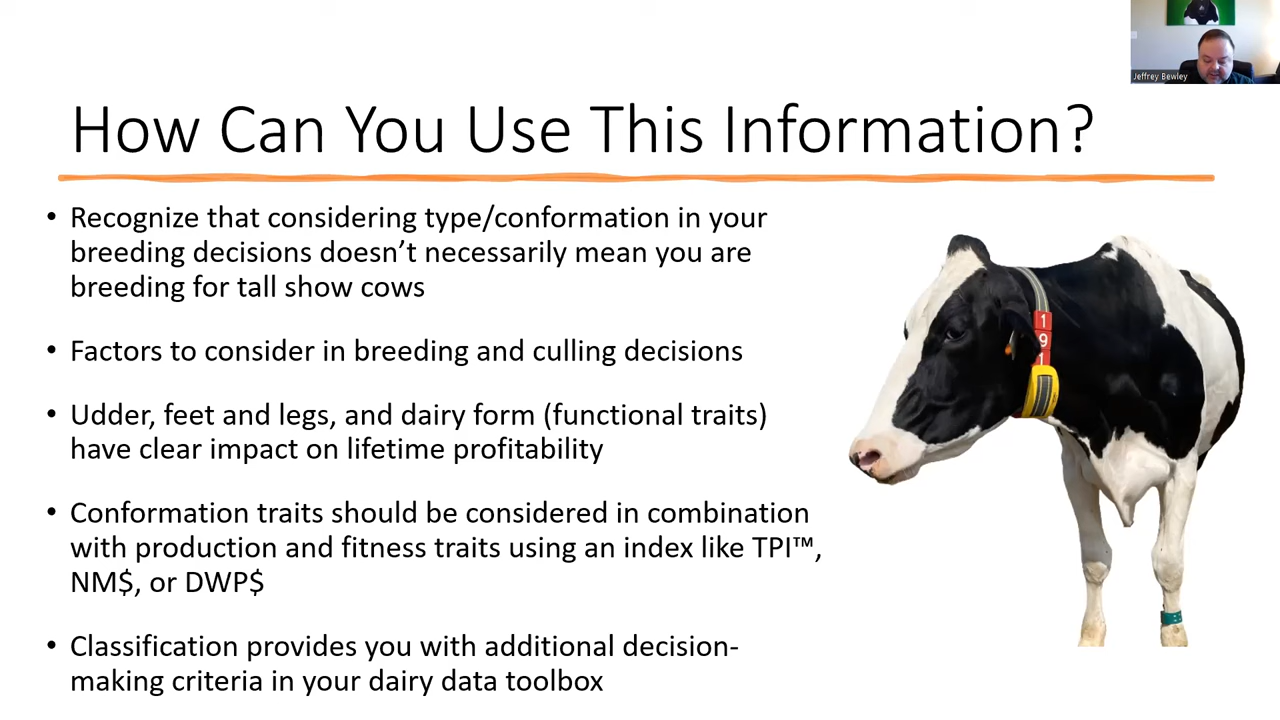 Jeffrey Bewley
How Can You Use This Information?
• Recognize that considering type/conformation in your
breeding decisions doesn’t necessarily mean you are
breeding for tall show cows
• Factors to consider in breeding and culling decisions
• Udder, feet and legs, and dairy form (functional traits)
have clear impact on lifetime profitability
• Conformation traits should be considered in combination
with production and fitness traits using an index like TPI™,
NM$, or DWP$
• Classification provides you with additional decision-
making criteria in your dairy data toolbox
1
9
1